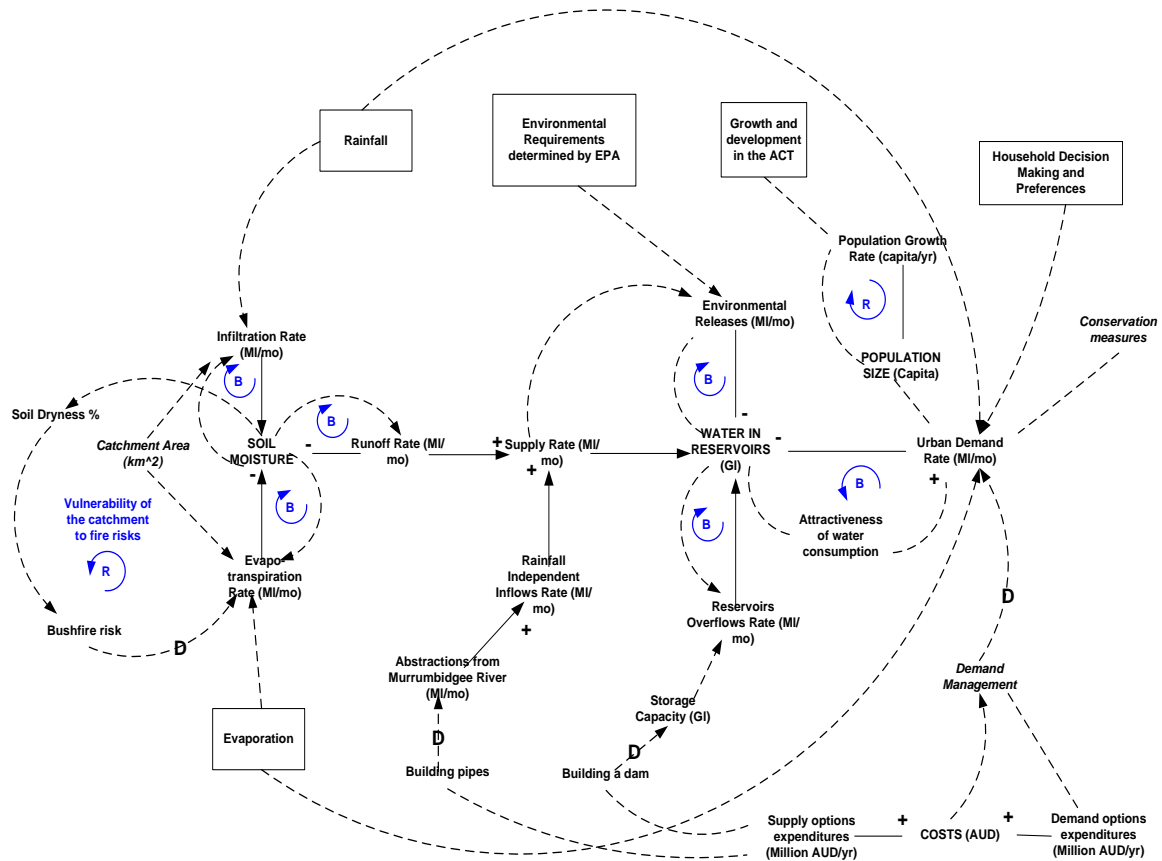 Rainfall
Environmental
Requirements
determined by EPA
Growth and
development
in the ACT
Household Decision
Making and
Preferences
Population Growth
Rate (capita/yr)
R
POPULATION
SIZE (Capita)
Conservation
measures
Environmental
Releases (Ml/mo)
B
-
Infiltration Rate
(Ml/mo)
B
Soil Dryness %
Catchment Area
(km^2)
SOIL
MOISTURE
-
B
-
Runoff Rate (Ml/
mo)
+
+
Supply Rate (Ml/
mo)
WATER IN
RESERVOIRS
(Gl)
-
Urban Demand
Rate (Ml/mo)
+
B
Attractiveness
of water
consumption
B
B
Vulnerability of
the catchment
to fire risks
R
Evapo-
transpiration
Rate (Ml/mo)
Bushfire risk
D
Rainfall
Independent
Inflows Rate (Ml/
mo)
+
Reservoirs
Overflows Rate (Ml/
mo)
D
Abstractions from
Murrumbidgee River
(Ml/mo)
Storage
Capacity (Gl)
Demand
Management
Evaporation
D
D
Building pipes
Building a dam
Supply options
expenditures
(Million AUD/yr)
+
COSTS (AUD)
+
Demand options
expenditures
(Million AUD/yr)